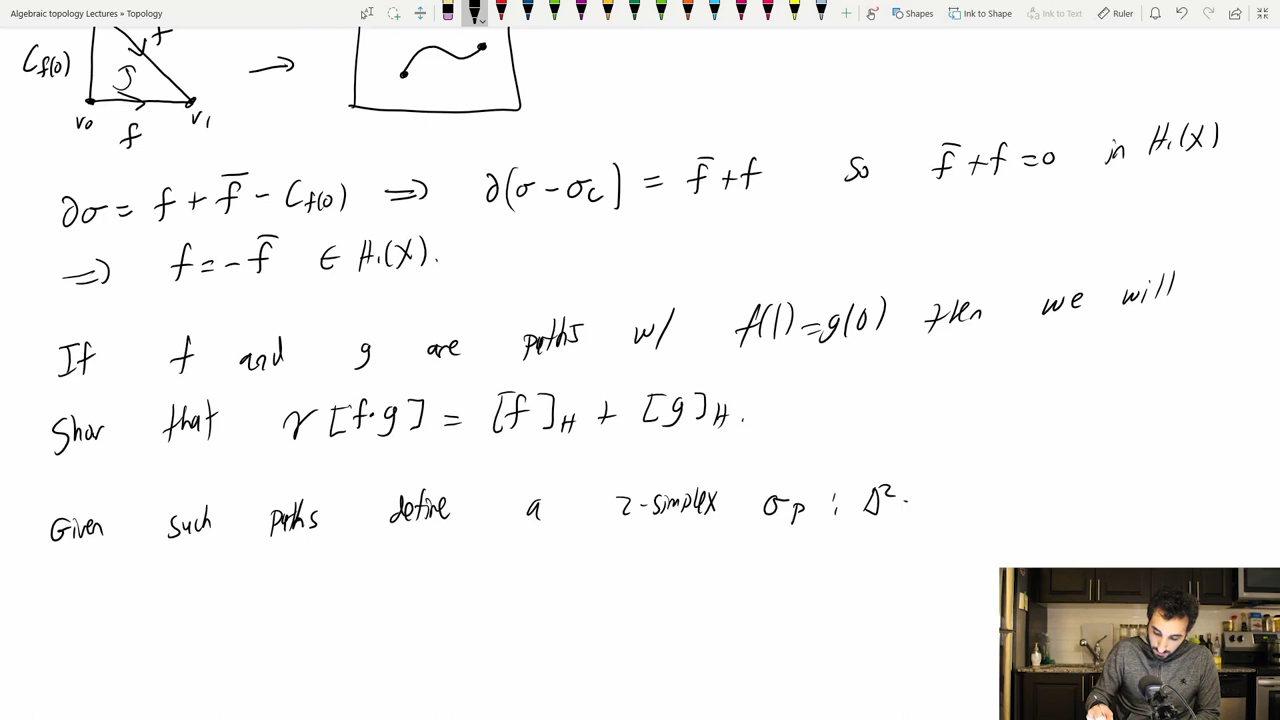 Algebraic topology Lectures » Topology
Shapes Ink to Shape Ink to Text Ruler
C_{f(0)} f
v_0 f v_1
∂σ = f + f̄ - C_{f(0)} ⟹ ∂(σ - σ_c) = f̄ + f so f̄ + f = 0 in H_1(X)
⟹ f = - f̄ ∈ H_1(X).
If f and g are paths w/ f(1) = g(0) then we will
Show that γ[f·g] = [f]_H + [g]_H.
Given such paths define a 2-simplex σ_p : Δ²